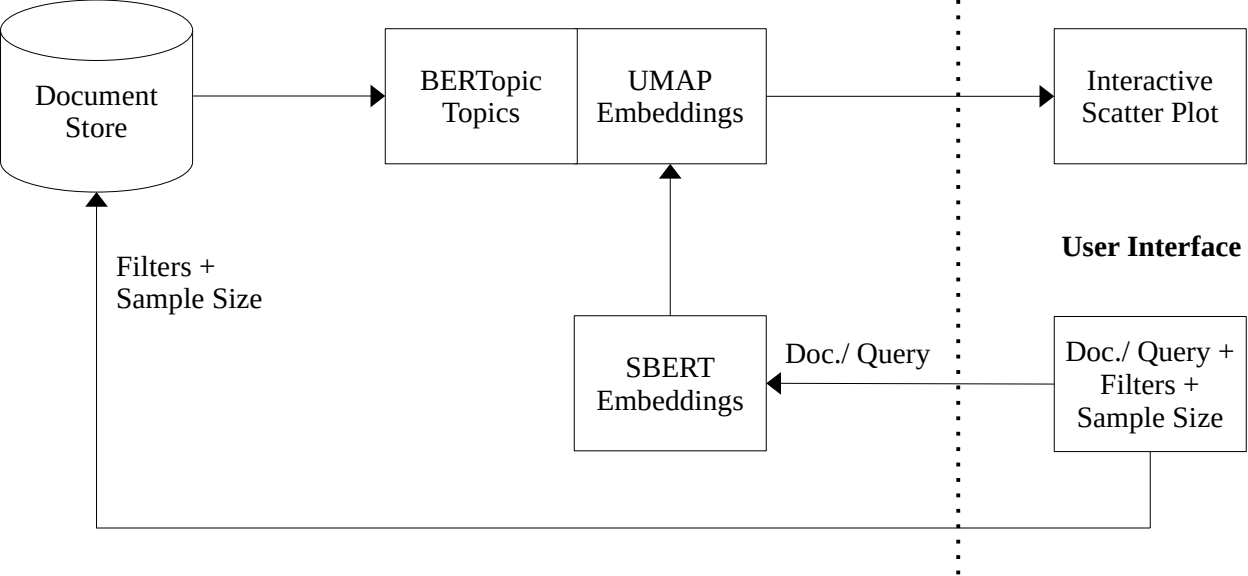 Document
Store
BERTopic
Topics
UMAP
Embeddings
Interactive
Scatter Plot
User Interface
Filters +
Sample Size
SBERT
Embeddings
Doc./ Query
Doc./ Query +
Filters +
Sample Size